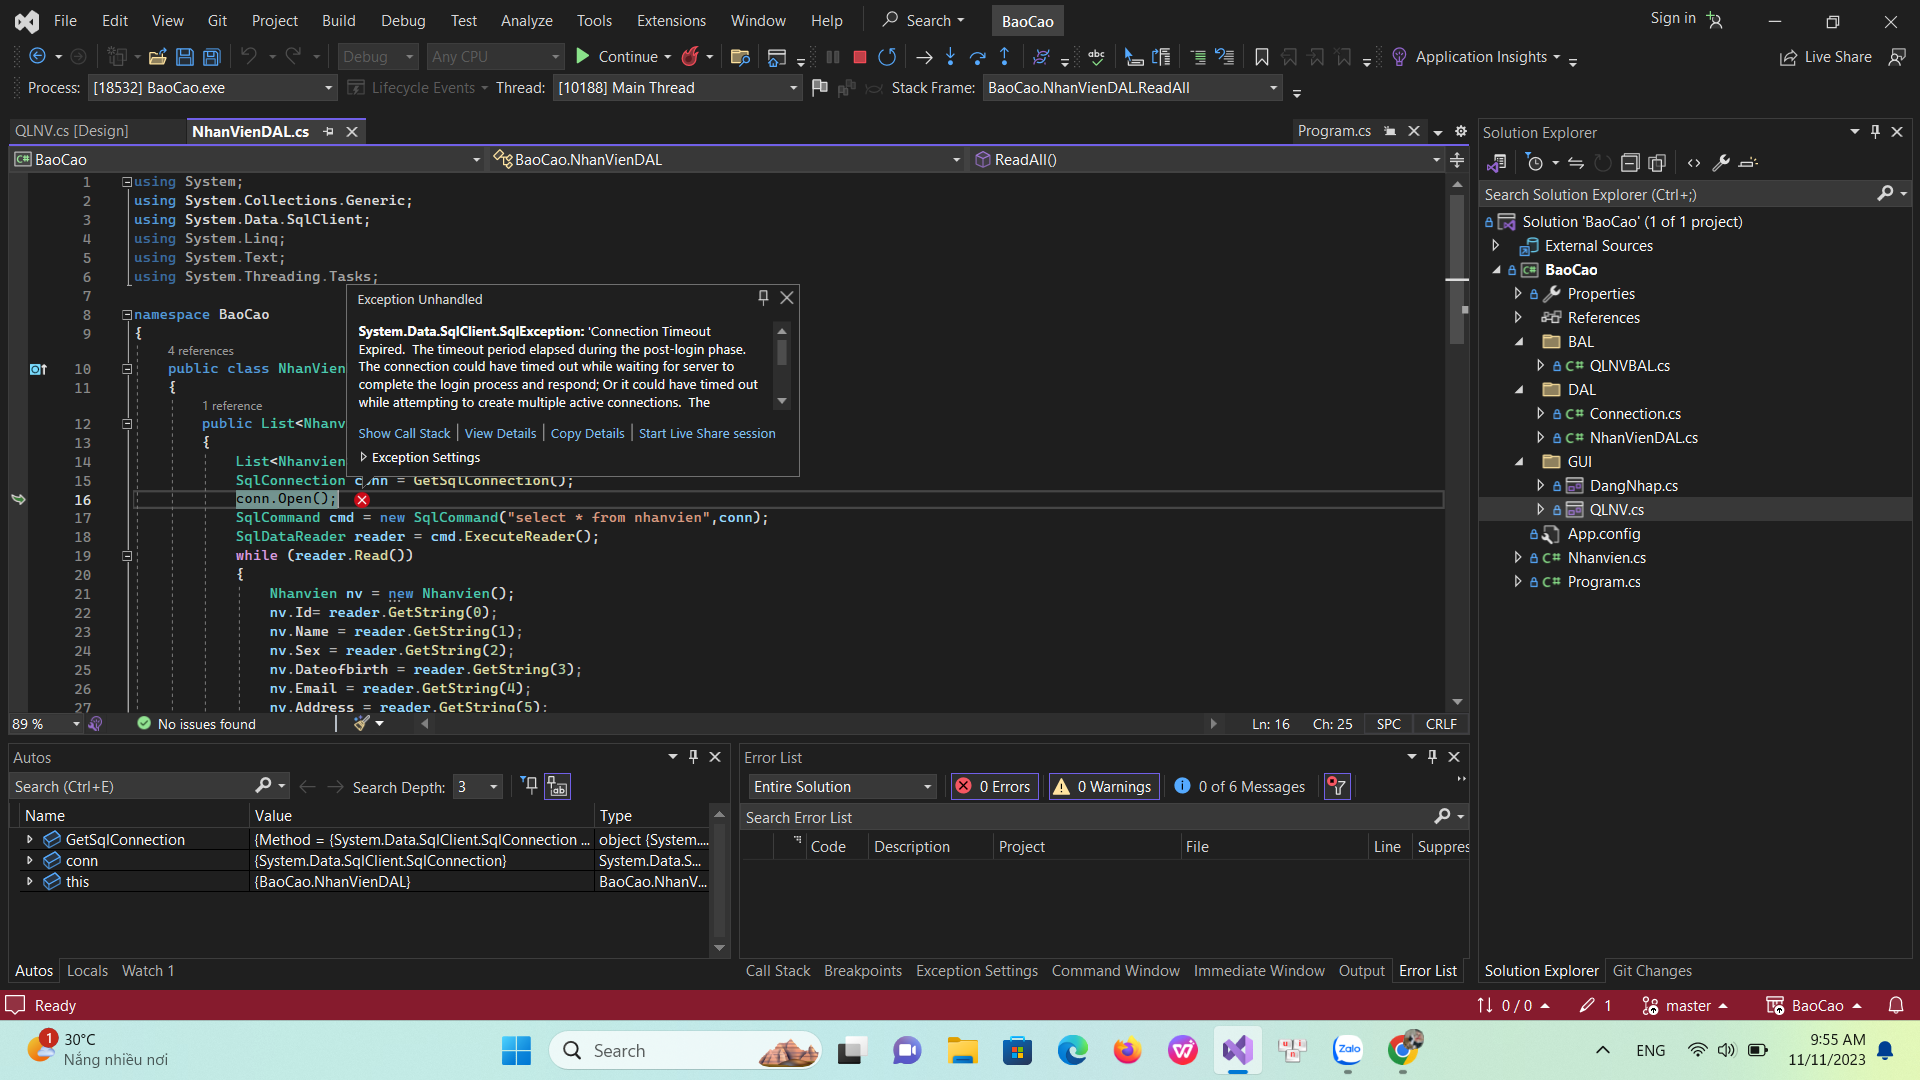 File Edit View Git Project Build Debug Test Analyze Tools Extensions Window Help Search BaoCao Sign in
Debug Any CPU Continue Application Insights Live Share
Process: [18532] BaoCao.exe Lifecycle Events Thread: [10188] Main Thread Stack Frame: BaoCao.NhanVienDAL.ReadAll
QLNV.cs [Design] NhanVienDAL.cs Program.cs
BaoCao BaoCao.NhanVienDAL ReadAll()
1 using System;
2 using System.Collections.Generic;
3 using System.Data.SqlClient;
4 using System.Linq;
5 using System.Text;
6 using System.Threading.Tasks;
7
8 namespace BaoCao
9 {
4 references
10 public class NhanVien
11 {
1 reference
12 public List<Nhanv
13 {
14 List<Nhanvien
15 SqlConnection conn = GetSqlConnection();
16 conn.Open();
17 SqlCommand cmd = new SqlCommand("select * from nhanvien",conn);
18 SqlDataReader reader = cmd.ExecuteReader();
19 while (reader.Read())
20 {
21 Nhanvien nv = new Nhanvien();
22 nv.Id= reader.GetString(0);
23 nv.Name = reader.GetString(1);
24 nv.Sex = reader.GetString(2);
25 nv.Dateofbirth = reader.GetString(3);
26 nv.Email = reader.GetString(4);
27 nv.Address = reader.GetString(5);
Exception Unhandled
System.Data.SqlClient.SqlException: 'Connection Timeout
Expired. The timeout period elapsed during the post-login phase.
The connection could have timed out while waiting for server to
complete the login process and respond; Or it could have timed out
while attempting to create multiple active connections. The
Show Call Stack | View Details | Copy Details | Start Live Share session
Exception Settings
89 % No issues found Ln: 16 Ch: 25 SPC CRLF
Autos
Search (Ctrl+E) Search Depth: 3
Name Value Type
GetSqlConnection {Method = {System.Data.SqlClient.SqlConnection ... object {System....
conn {System.Data.SqlClient.SqlConnection} System.Data.S...
this {BaoCao.NhanVienDAL} BaoCao.NhanV...
Autos Locals Watch 1
Error List
Entire Solution 0 Errors 0 Warnings 0 of 6 Messages
Search Error List
Code Description Project File Line Suppres
Call Stack Breakpoints Exception Settings Command Window Immediate Window Output Error List
Solution Explorer
Search Solution Explorer (Ctrl+;)
Solution 'BaoCao' (1 of 1 project)
External Sources
C# BaoCao
Properties
References
BAL
C# QLNVBAL.cs
DAL
C# Connection.cs
C# NhanVienDAL.cs
GUI
DangNhap.cs
QLNV.cs
App.config
C# Nhanvien.cs
C# Program.cs
Solution Explorer Git Changes
Ready 0 / 0 1 master BaoCao
1 30°C
Nắng nhiều nơi
Search
Zalo
ENG
9:55 AM
11/11/2023